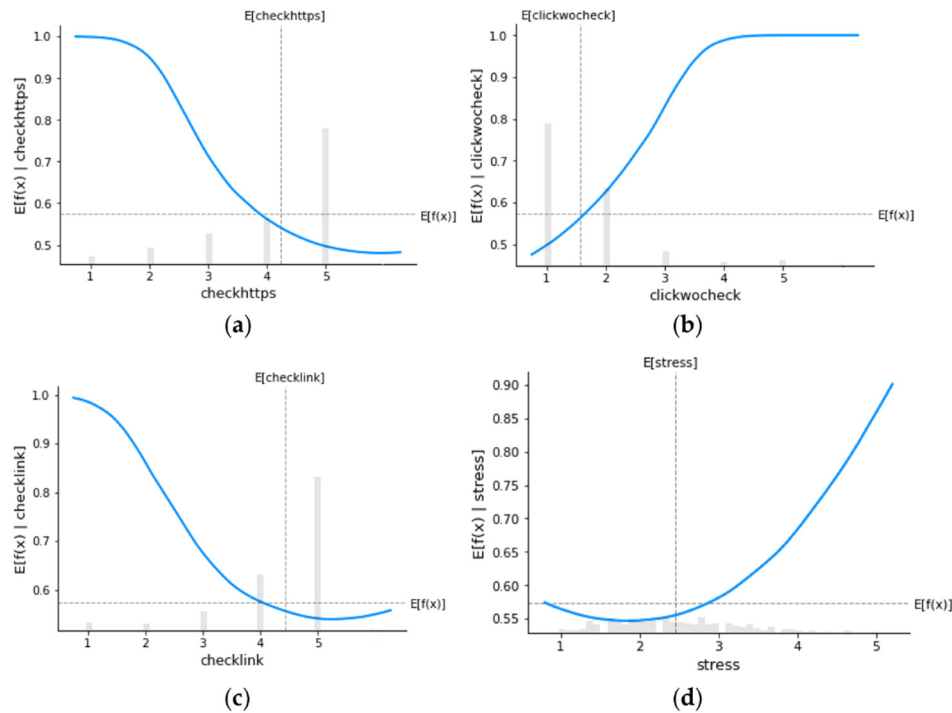 E[checkhttps]
1.0
0.9
0.8
0.7
0.6
0.5
E[f(x) | checkhttps]
E[f(x)]
1 2 3 4 5
checkhttps
(a)
E[clickwocheck]
1.0
0.9
0.8
0.7
0.6
0.5
E[f(x) | clickwocheck]
E[f(x)]
1 2 3 4 5
clickwocheck
(b)
E[checklink]
1.0
0.9
0.8
0.7
0.6
E[f(x) | checklink]
E[f(x)]
1 2 3 4 5
checklink
(c)
E[stress]
0.90
0.85
0.80
0.75
0.70
0.65
0.60
0.55
E[f(x) | stress]
E[f(x)]
1 2 3 4 5
stress
(d)